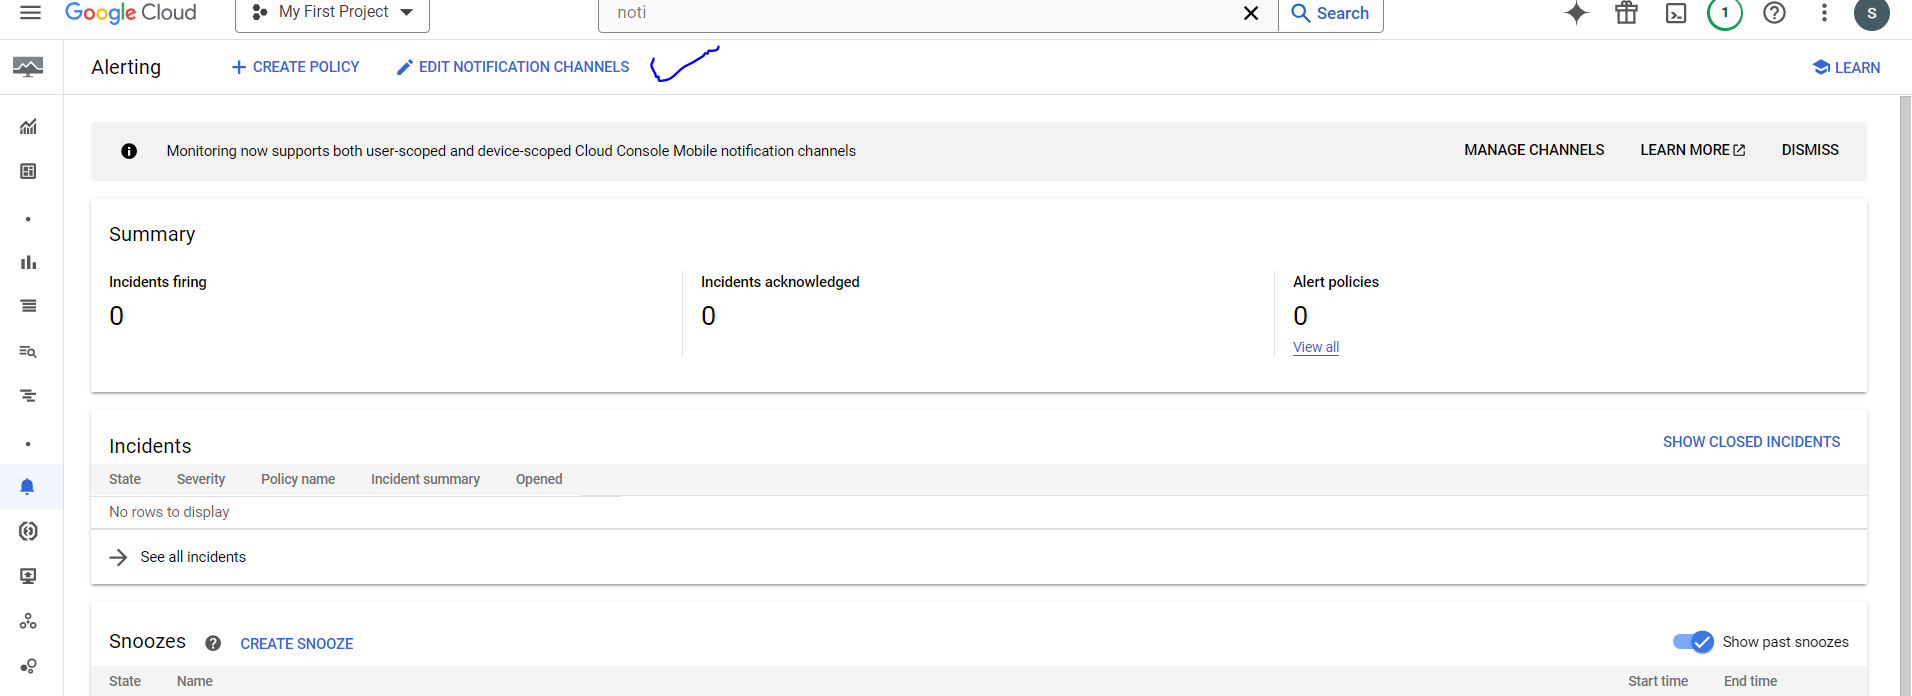 Google Cloud My First Project noti Search 1 S
Alerting CREATE POLICY EDIT NOTIFICATION CHANNELS LEARN
Monitoring now supports both user-scoped and device-scoped Cloud Console Mobile notification channels MANAGE CHANNELS LEARN MORE DISMISS
Summary
Incidents firing Incidents acknowledged Alert policies
0 0 0
View all
Incidents SHOW CLOSED INCIDENTS
State Severity Policy name Incident summary Opened
No rows to display
See all incidents
Snoozes CREATE SNOOZE Show past snoozes
State Name Start time End time